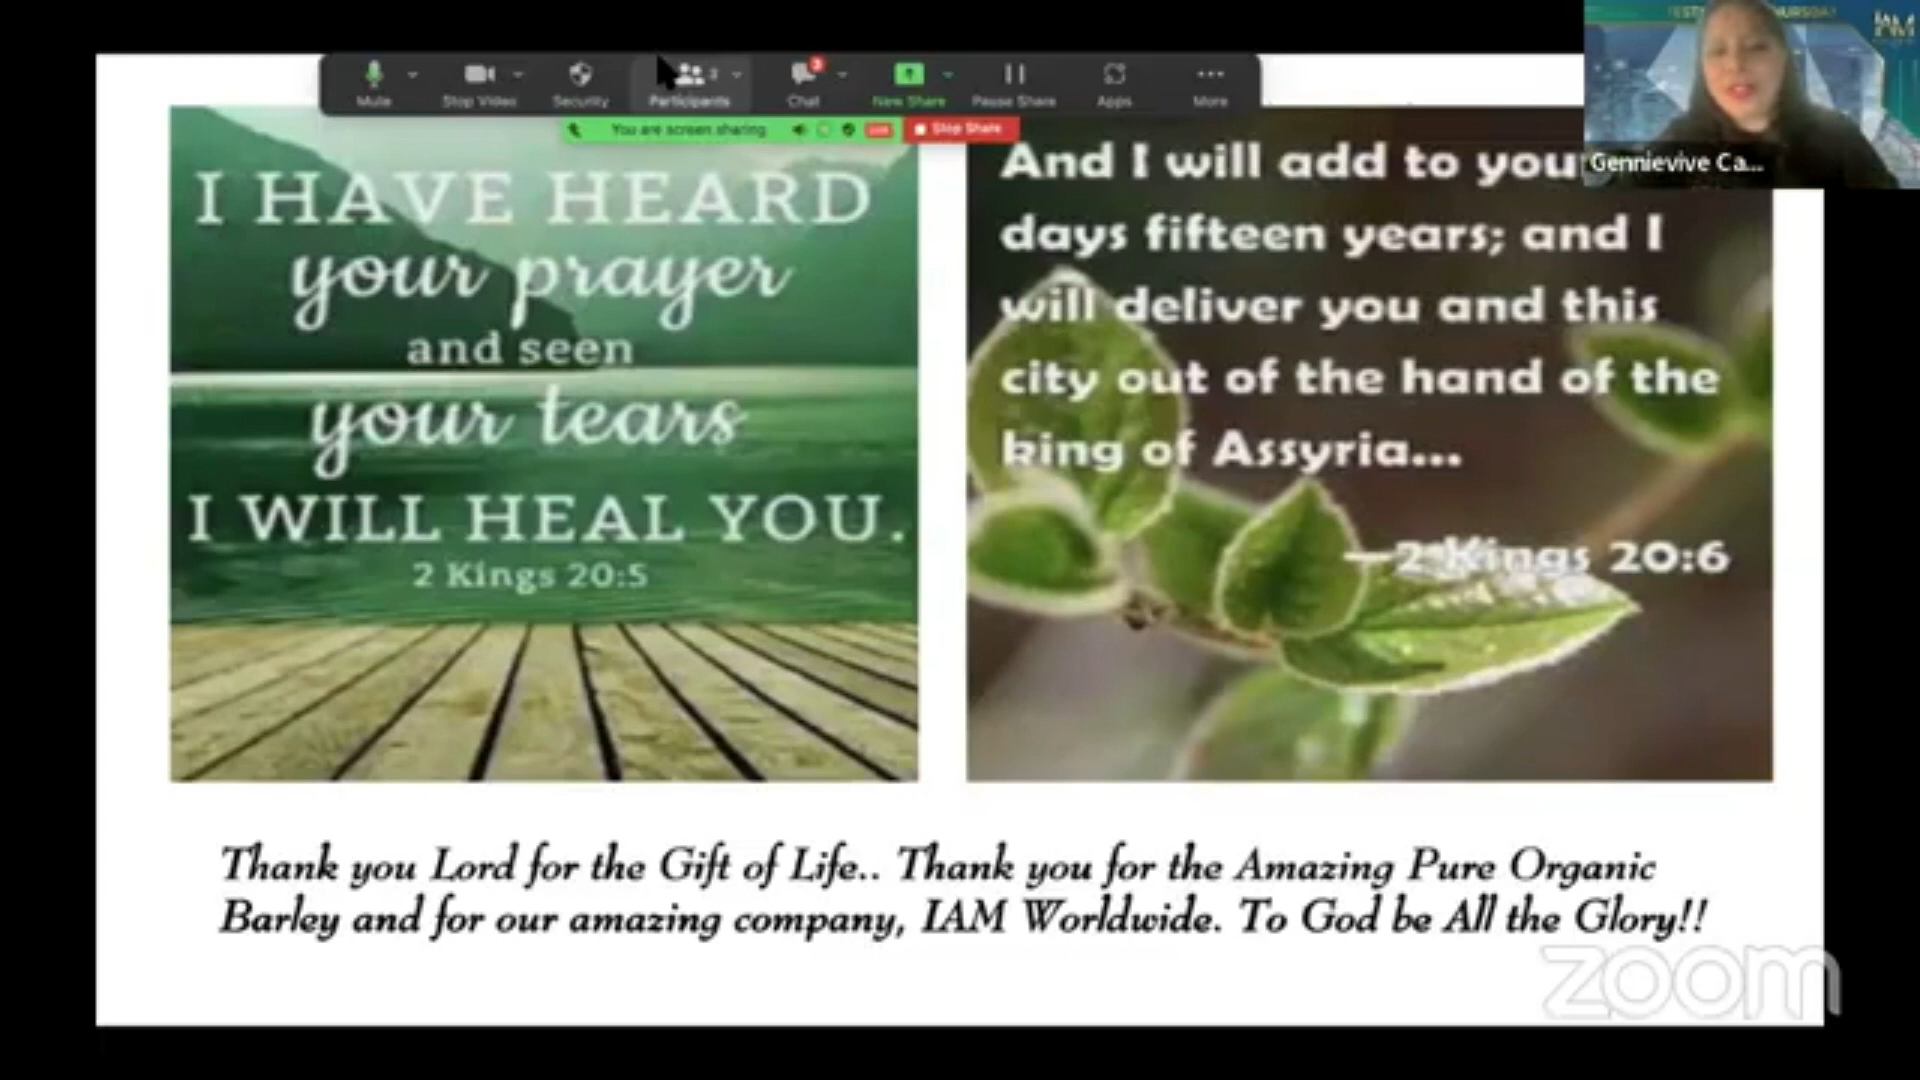 Mute
Stop Video
Security
Participants
2
Chat
3
New Share
Pause Share
Apps
More
You are screen sharing
LIVE
Stop Share
IAM
Gennievive Ca...
I HAVE HEARD
your prayer
and seen
your tears
I WILL HEAL YOU.
2 Kings 20:5
And I will add to you
days fifteen years; and I
will deliver you and this
city out of the hand of the
king of Assyria...
—2 Kings 20:6
Thank you Lord for the Gift of Life.. Thank you for the Amazing Pure Organic
Barley and for our amazing company, IAM Worldwide. To God be All the Glory!!
zoom